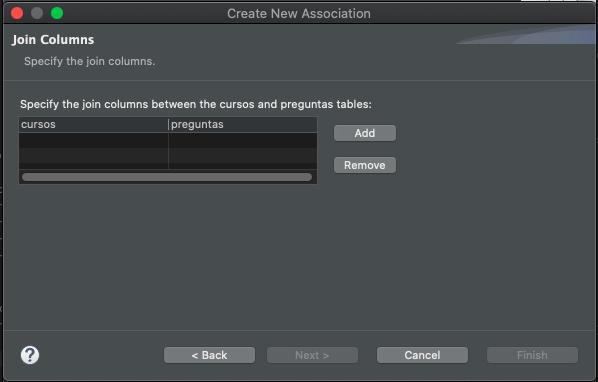 Create New Association
Join Columns
Specify the join columns.
Specify the join columns between the cursos and preguntas tables:
cursos preguntas
Add
Remove
? < Back Next > Cancel Finish